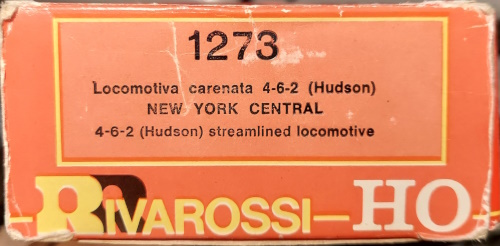 1273
Locomotiva carenata 4-6-2 (Hudson)
NEW YORK CENTRAL
4-6-2 (Hudson) streamlined locomotive
RIVAROSSI-HO